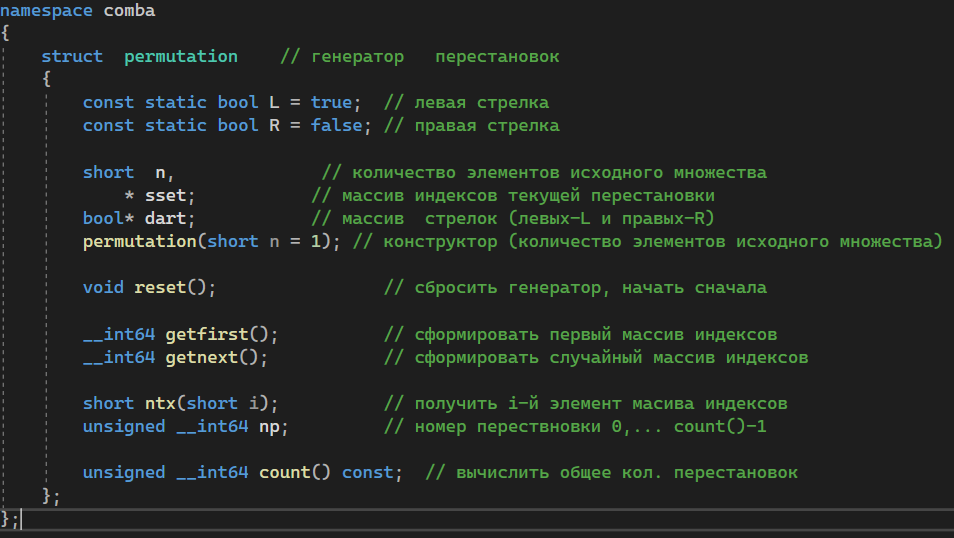 namespace comba
{
struct permutation // генератор перестановок
{
const static bool L = true; // левая стрелка
const static bool R = false; // правая стрелка
short n, // количество элементов исходного множества
* sset; // массив индексов текущей перестановки
bool* dart; // массив стрелок (левых-L и правых-R)
permutation(short n = 1); // конструктор (количество элементов исходного множества)
void reset(); // сбросить генератор, начать сначала
__int64 getfirst(); // сформировать первый массив индексов
__int64 getnext(); // сформировать случайный массив индексов
short ntx(short i); // получить i-й элемент масива индексов
unsigned __int64 np; // номер перествновки 0,... count()-1
unsigned __int64 count() const; // вычислить общее кол. перестановок
};
};